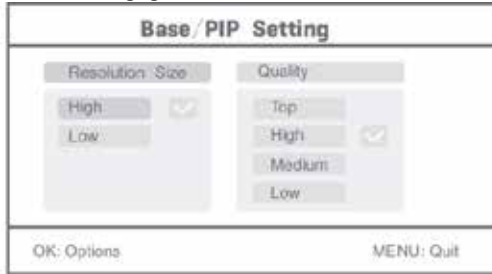 Base/PIP Setting
Resolution Size
High
Low
Quality
Top
High
Medium
Low
OK: Options
MENU: Quit